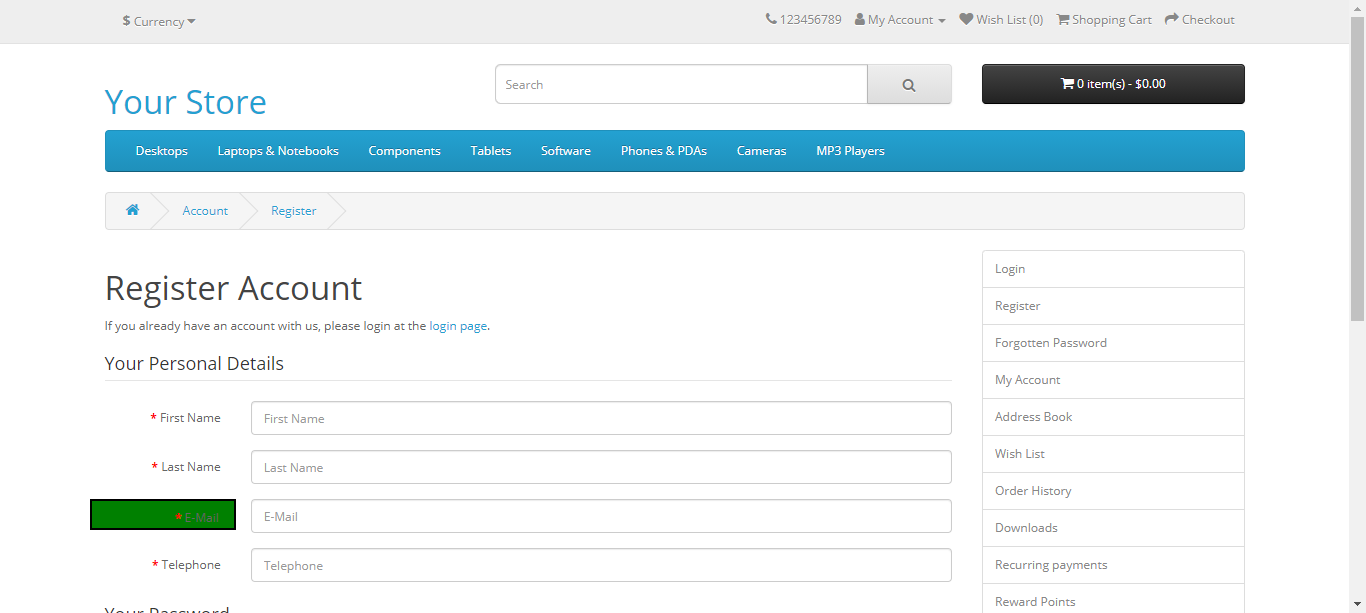 $ Currency
123456789 My Account Wish List (0) Shopping Cart Checkout
Your Store
Search
0 item(s) - $0.00
Desktops Laptops & Notebooks Components Tablets Software Phones & PDAs Cameras MP3 Players
Account Register
Register Account
If you already have an account with us, please login at the login page.
Your Personal Details
* First Name First Name
* Last Name Last Name
* E-Mail E-Mail
* Telephone Telephone
Your Password
Login
Register
Forgotten Password
My Account
Address Book
Wish List
Order History
Downloads
Recurring payments
Reward Points